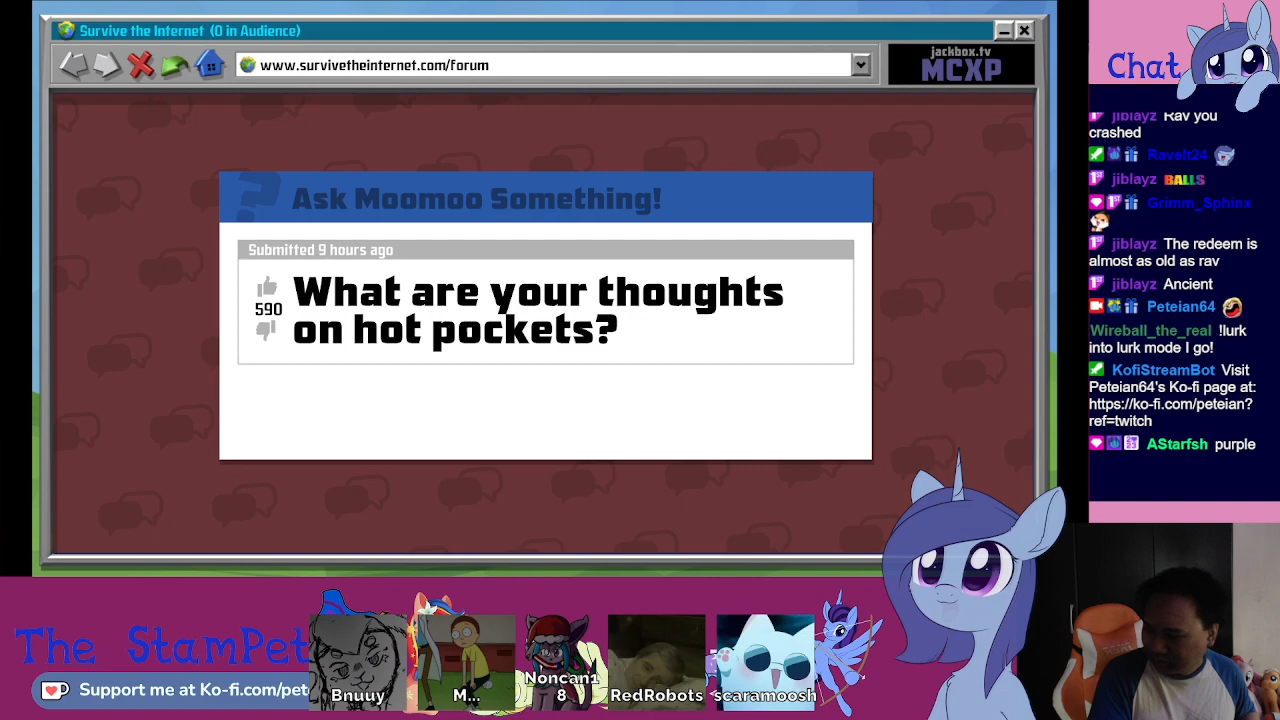 Survive the Internet (0 in Audience)
www.survivetheinternet.com/forum
jackbox.tv
MCXP
Ask Moomoo Something!
Submitted 9 hours ago
590
What are your thoughts
on hot pockets?
Chat
jiblayz Rav you
crashed
Ravelt24
jiblayz BALLS
Grimm_Sphinx
jiblayz The redeem is
almost as old as rav
jiblayz Ancient
Peteian64
Wireball_the_real !lurk
into lurk mode I go!
KofiStreamBot Visit
Peteian64's Ko-fi page at:
https://ko-fi.com/peteian?
ref=twitch
AStarfsh purple
The StamPet
Support me at Ko-fi.com/pet
Bnuuy
M...
Noncan1
8
RedRobots
scaramoosh